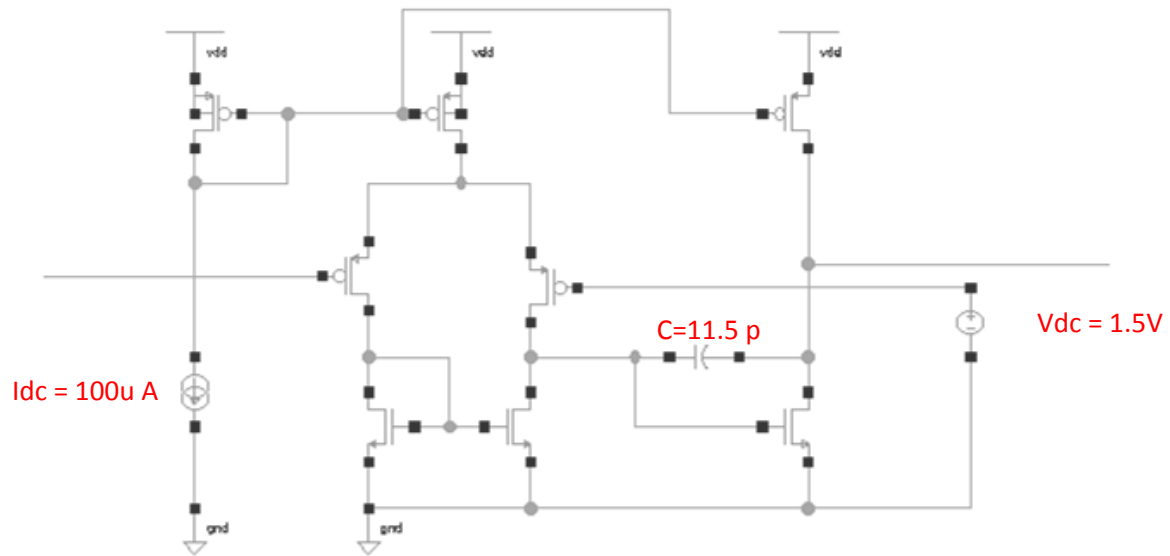 vdd
vdd
vdd
C=11.5 p
Vdc = 1.5V
Idc = 100u A
gnd
gnd